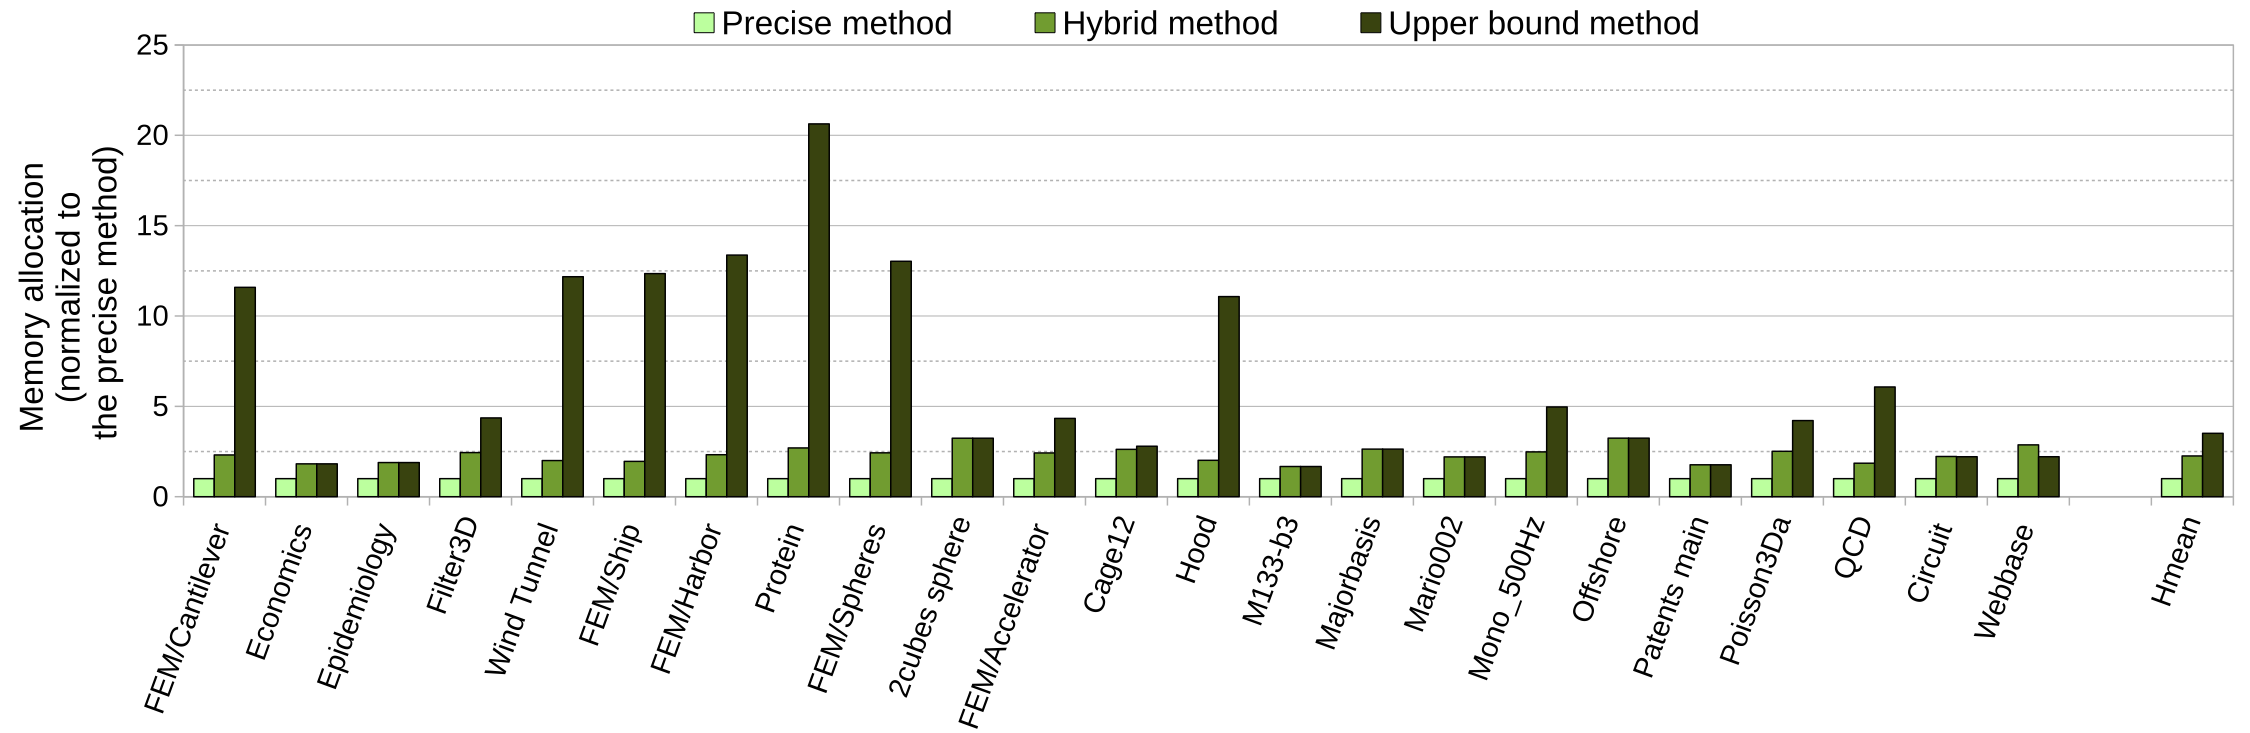 Precise method
Hybrid method
Upper bound method
Memory allocation
(normalized to
the precise method)
25
20
15
10
5
0
FEM/Cantilever
Economics
Epidemiology
FIlter3D
Wind Tunnel
FEM/Ship
FEM/Harbor
Protein
FEM/Spheres
2cubes sphere
FEM/Accelerator
Cage12
Hood
M133-b3
Majorbasis
Mario002
Mono_500Hz
Offshore
Patents main
Poisson3Da
QCD
Circuit
Webbase
Hmean